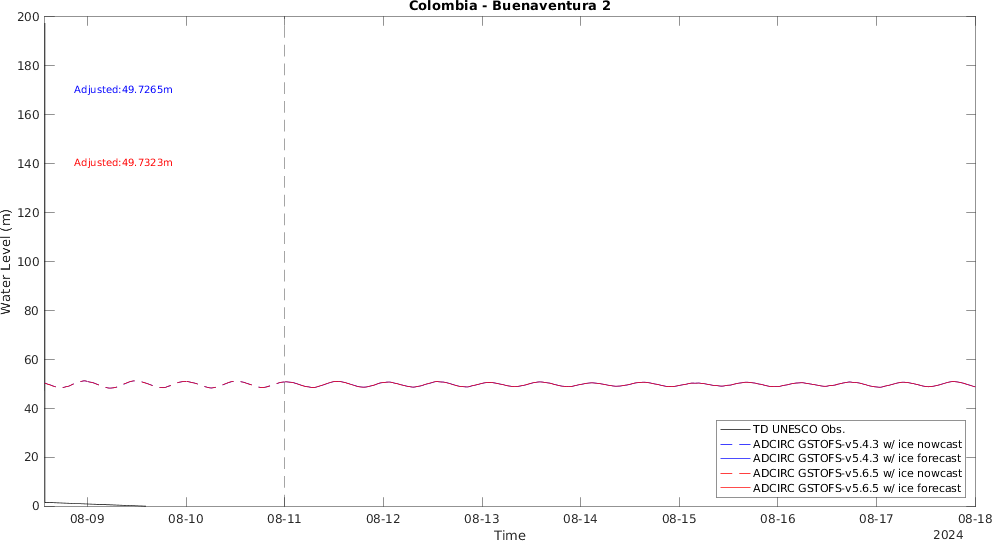 Colombia - Buenaventura 2
Water Level (m)
200
180
160
140
120
100
80
60
40
20
0
Adjusted:49.7265m
Adjusted:49.7323m
TD UNESCO Obs.
ADCIRC GSTOFS-v5.4.3 w/ ice nowcast
ADCIRC GSTOFS-v5.4.3 w/ ice forecast
ADCIRC GSTOFS-v5.6.5 w/ ice nowcast
ADCIRC GSTOFS-v5.6.5 w/ ice forecast
08-09 08-10 08-11 08-12 08-13 08-14 08-15 08-16 08-17 08-18
Time
2024